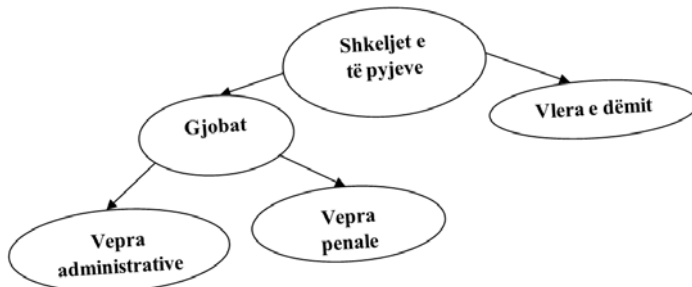 Shkeljet e
të pyjeve
Gjobat
Vlera e dëmit
Vepra
administrative
Vepra
penale